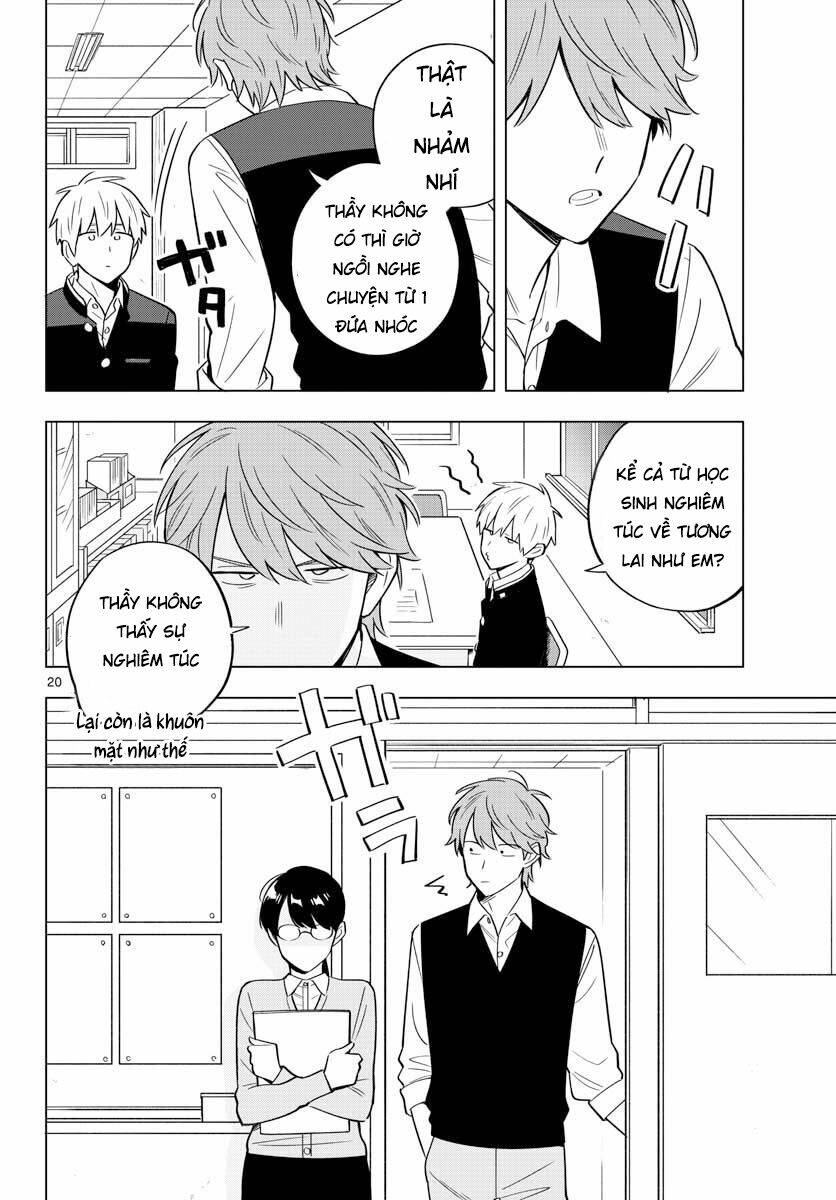 THẬT
LÀ
NHẢM
NHÍ
THẦY KHÔNG
CÓ THÌ GIỜ
NGỒI NGHE
CHUYỆN TỪ 1
ĐỨA NHÓC
ガタ
KỂ CẢ TỪ HỌC
SINH NGHIÊM
TÚC VỀ TƯƠNG
LAI NHƯ EM?
THẦY KHÔNG
THẤY SỰ
NGHIÊM TÚC
20
Lại còn là khuôn
mặt như thế
ガラ